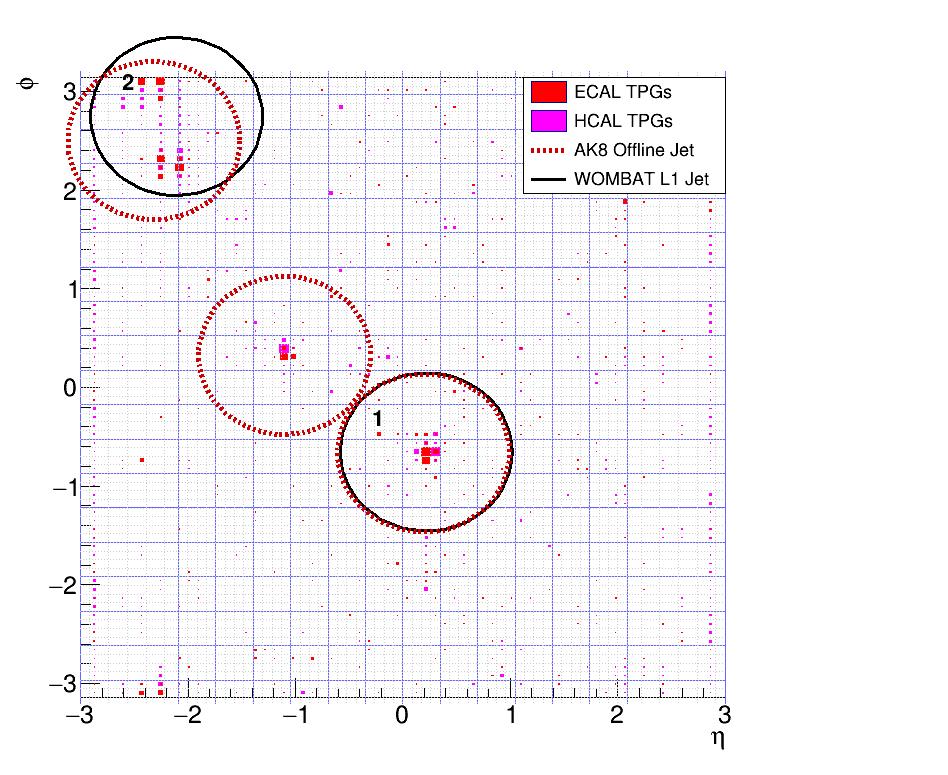 ϕ
3
2
1
0
−1
−2
−3
2
1
ECAL TPGs
HCAL TPGs
AK8 Offline Jet
WOMBAT L1 Jet
−3 −2 −1 0 1 2 3
η